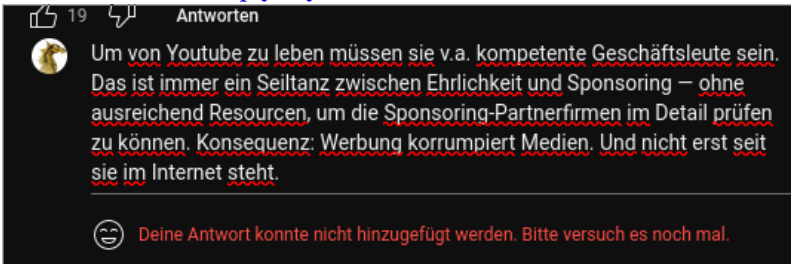 19 Antworten
Um von Youtube zu leben müssen sie v.a. kompetente Geschäftsleute sein.
Das ist immer ein Seiltanz zwischen Ehrlichkeit und Sponsoring — ohne
ausreichend Resourcen, um die Sponsoring-Partnerfirmen im Detail prüfen
zu können. Konsequenz: Werbung korrumpiert Medien. Und nicht erst seit
sie im Internet steht.
Deine Antwort konnte nicht hinzugefügt werden. Bitte versuch es noch mal.